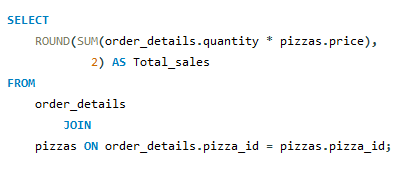 SELECT
ROUND(SUM(order_details.quantity * pizzas.price),
2) AS Total_sales
FROM
order_details
JOIN
pizzas ON order_details.pizza_id = pizzas.pizza_id;